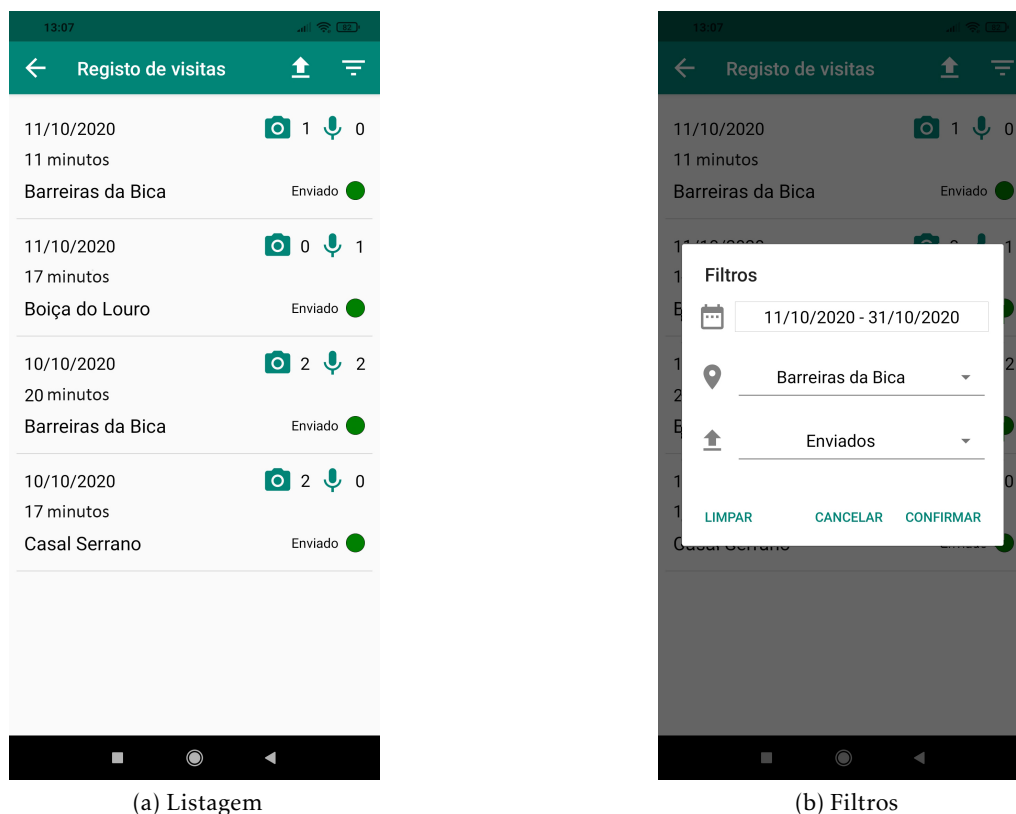 13:07
82
Registo de visitas
11/10/2020 1 0
11 minutos
Barreiras da Bica Enviado
11/10/2020 0 1
17 minutos
Boiça do Louro Enviado
10/10/2020 2 2
20 minutos
Barreiras da Bica Enviado
10/10/2020 2 0
17 minutos
Casal Serrano Enviado
(a) Listagem
13:07
82
Registo de visitas
11/10/2020 1 0
11 minutos
Barreiras da Bica Enviado
Filtros
11/10/2020 - 31/10/2020
Barreiras da Bica
Enviados
LIMPAR CANCELAR CONFIRMAR
(b) Filtros